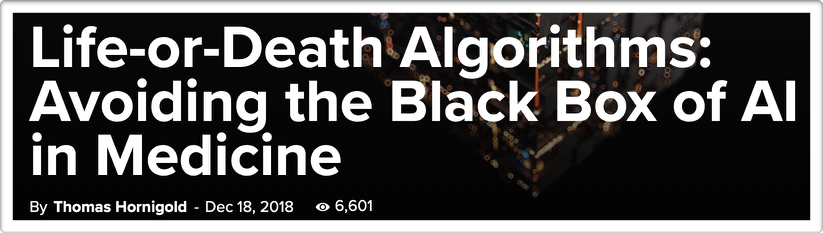 Life-or-Death Algorithms:
Avoiding the Black Box of AI
in Medicine
By Thomas Hornigold - Dec 18, 2018 6,601